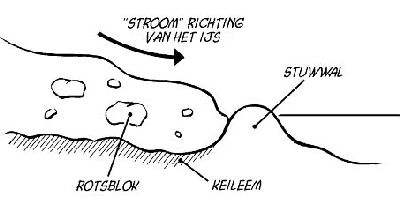 "STROOM" RICHTING
VAN HET IJS
STUWWAL
ROTSBLOK
KEILEEM